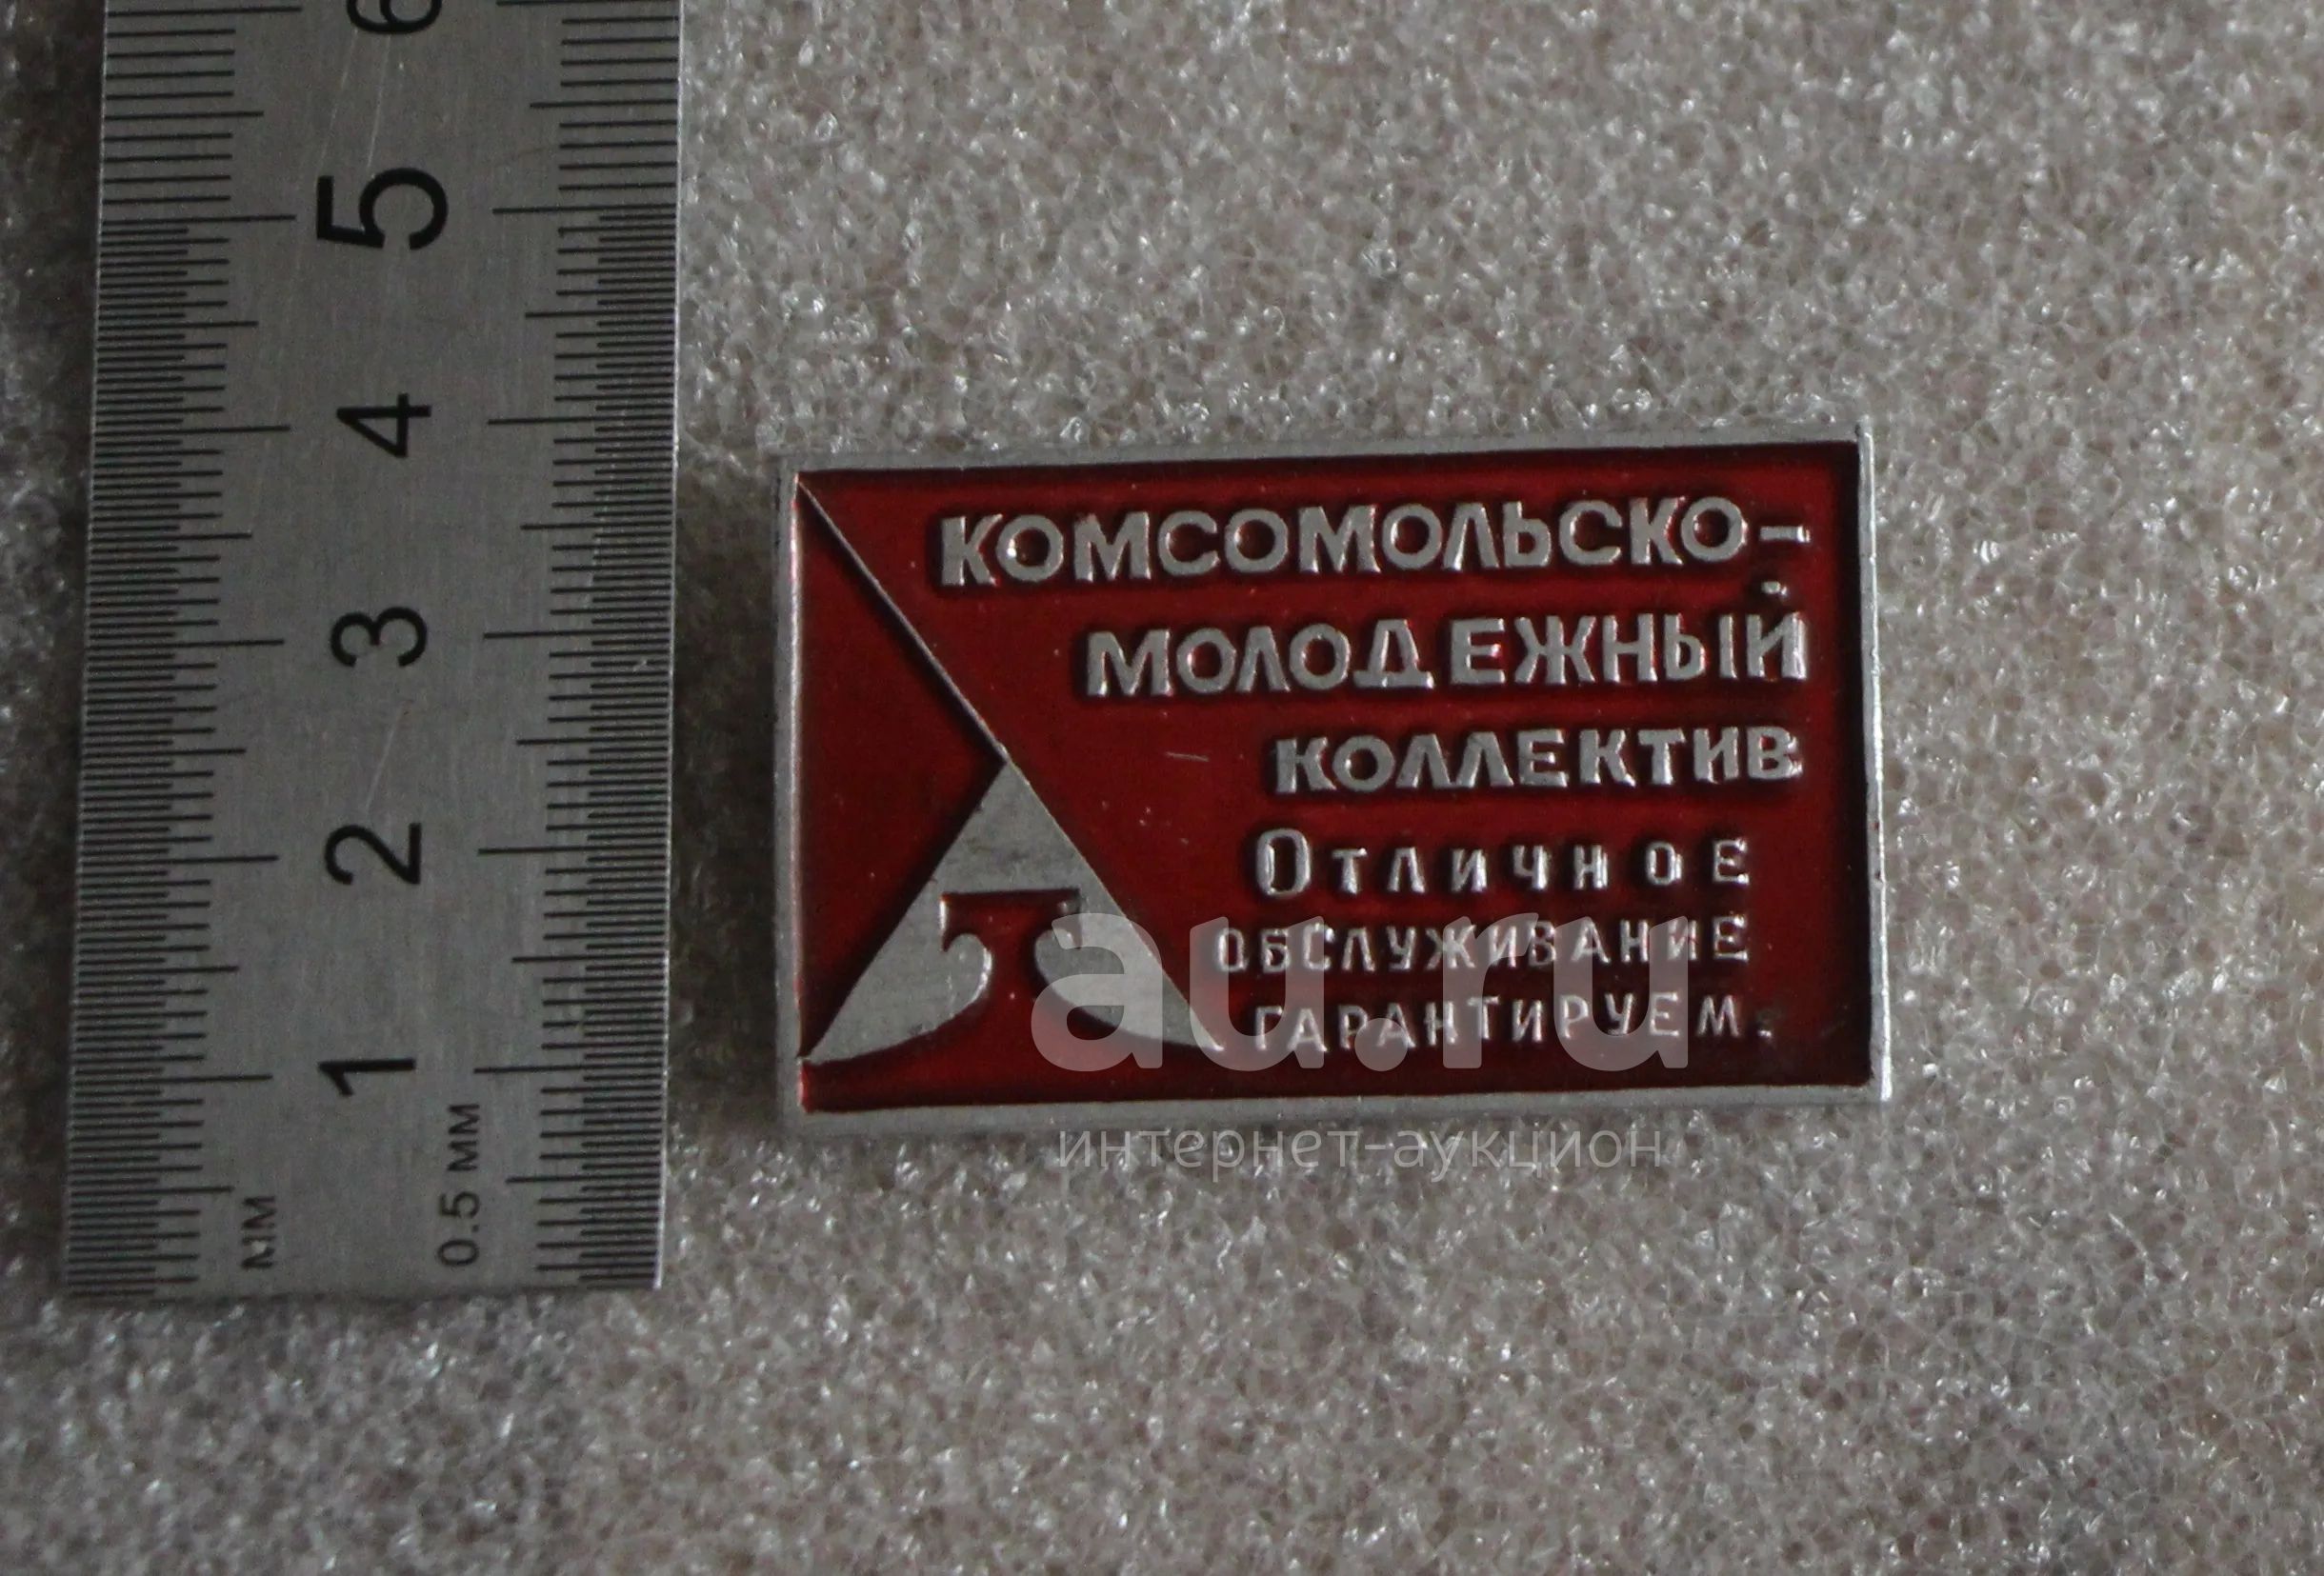 6
5
4
3
2
1
мм
0.5 мм
КОМСОМОЛЬСКО-
МОЛОДЕЖНЫЙ
КОЛЛЕКТИВ
Отличное
обслуживание
гарантируем.
au.ru
интернет-аукцион